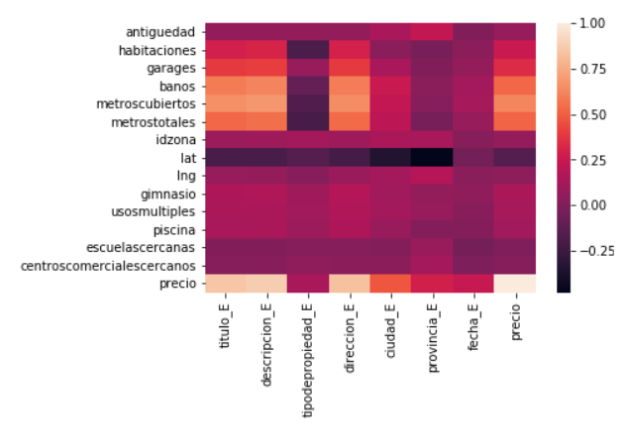 antiguedad
habitaciones
garages
banos
metroscubiertos
metrostotales
idzona
lat
lng
gimnasio
usosmultiples
piscina
escuelascercanas
centroscomercialescercanos
precio
titulo_E
descripcion_E
tipodepropiedad_E
direccion_E
ciudad_E
provincia_E
fecha_E
precio
1.00
0.75
0.50
0.25
0.00
−0.25